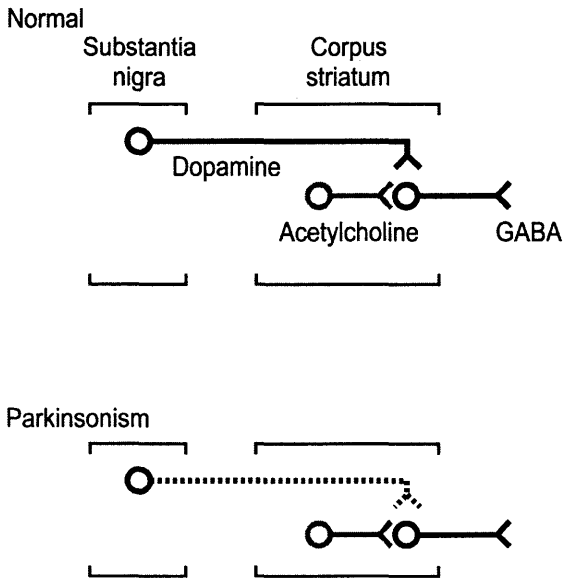 Normal
Substantia
nigra
Corpus
striatum
Dopamine
Acetylcholine
GABA
Parkinsonism